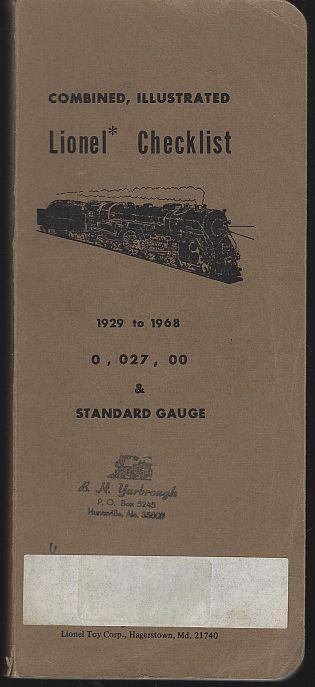 COMBINED, ILLUSTRATED
Lionel* Checklist
1929 to 1968
0, 027, 00
&
STANDARD GAUGE
B. N. Yarbrough
P. O. Box 5245
Huntsville, Ala. 35805
Lionel Toy Corp., Hagerstown, Md. 21740